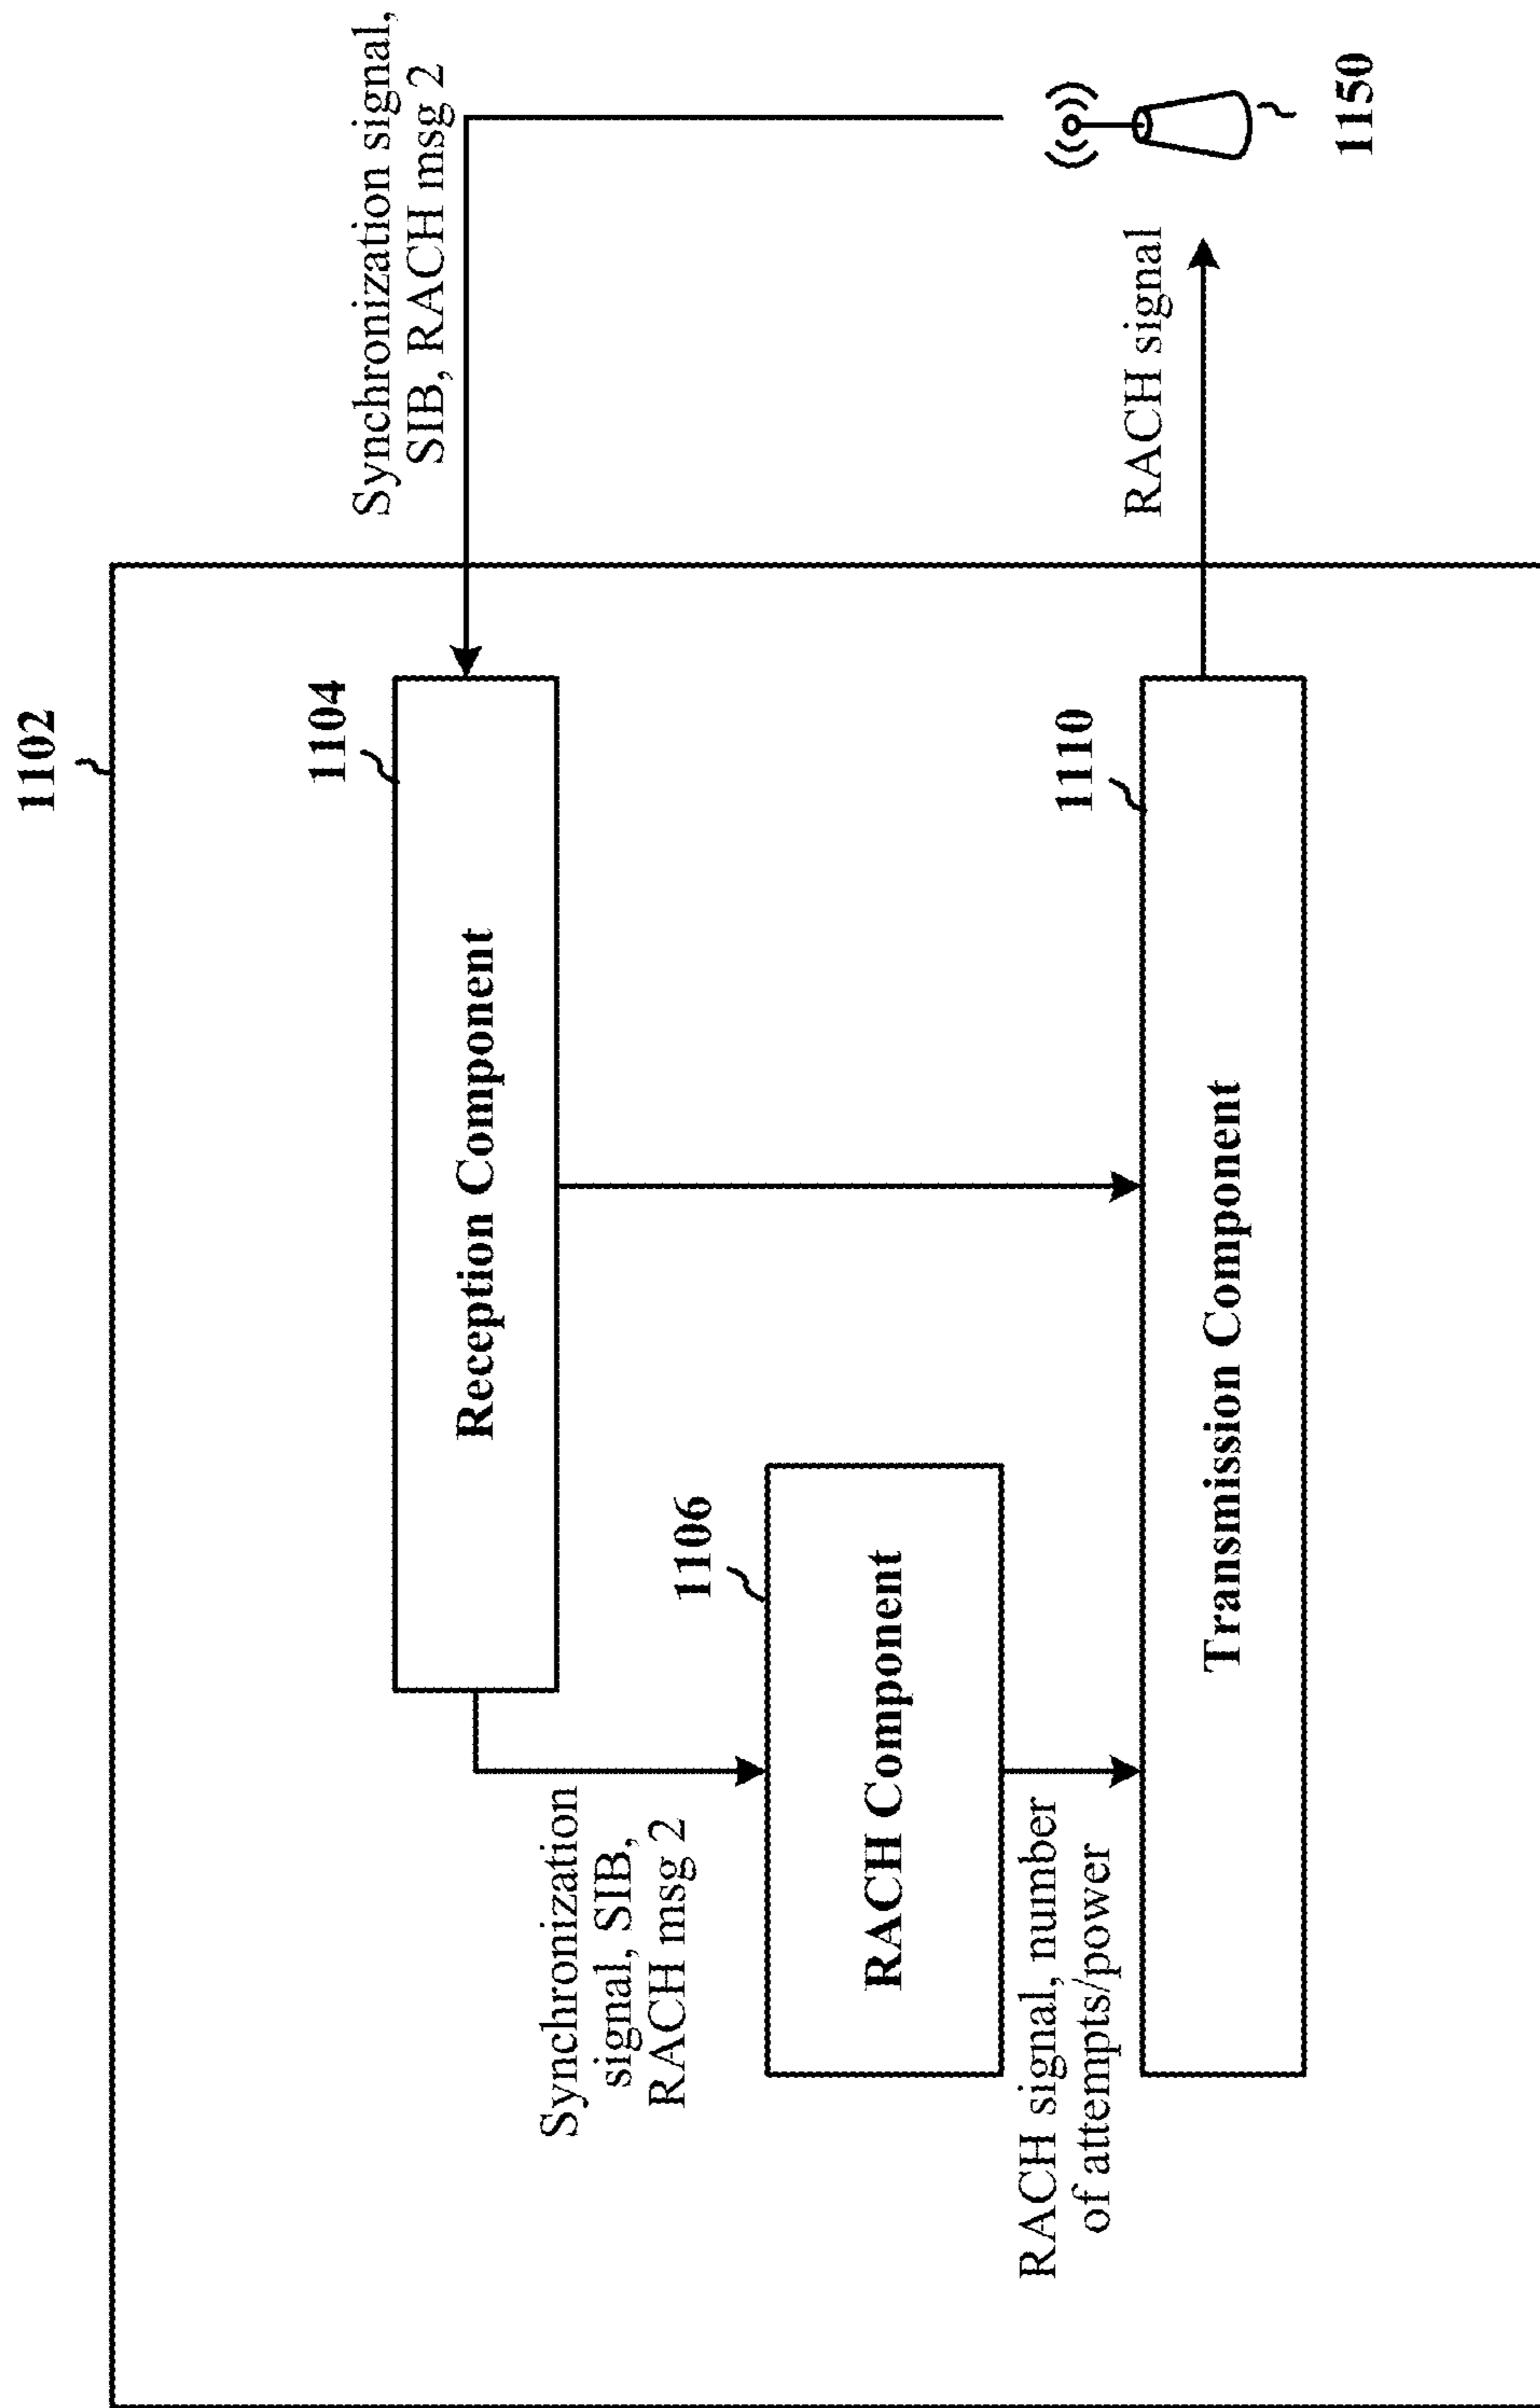 1102
1104
Reception Component
Synchronization signal,
SIB, RACH msg 2
Synchronization
signal, SIB,
RACH msg 2
1106
RACH Component
RACH signal, number
of attempts/power
1110
Transmission Component
RACH signal
1150